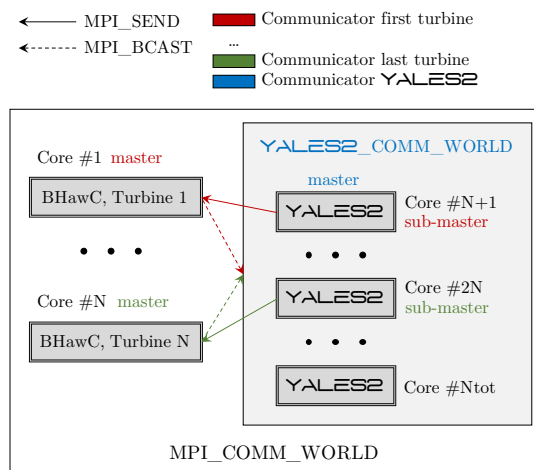 MPI_SEND
MPI_BCAST
Communicator first turbine
...
Communicator last turbine
Communicator YALES2
YALES2_COMM_WORLD
Core #1 master
BHawC, Turbine 1
master
YALES2
Core #N+1
sub-master
Core #N master
BHawC, Turbine N
YALES2
Core #2N
sub-master
YALES2
Core #Ntot
MPI_COMM_WORLD